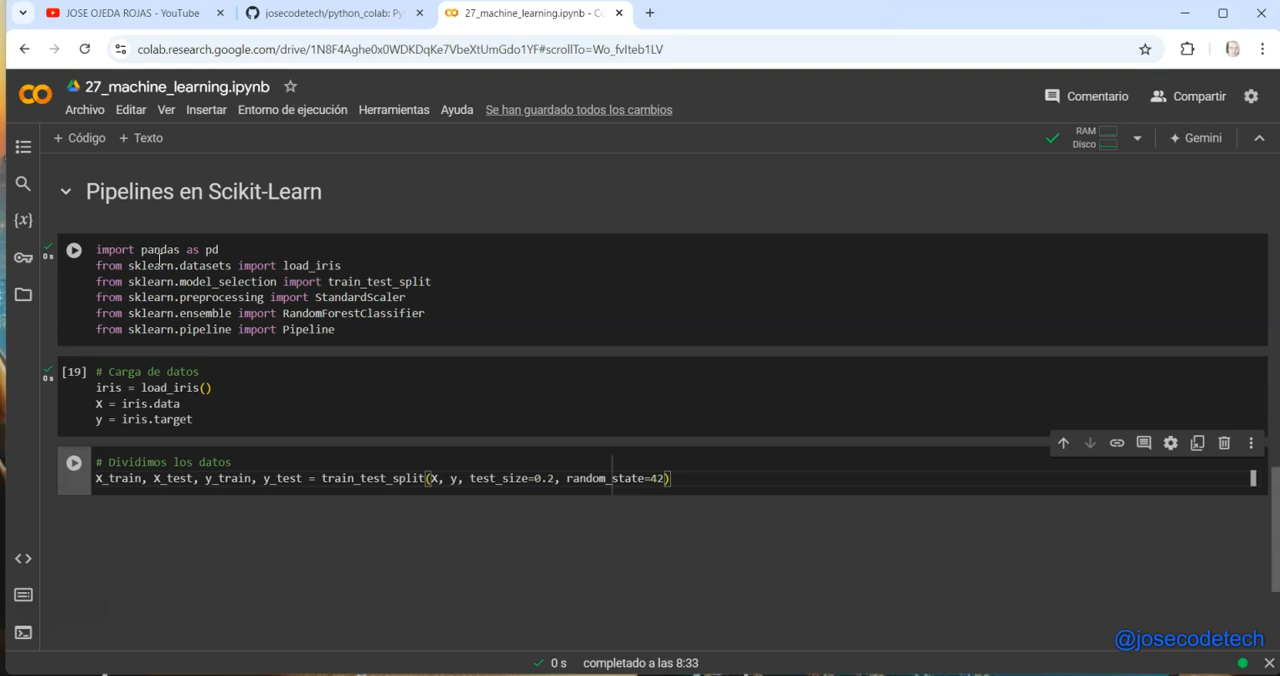 JOSE OJEDA ROJAS - YouTube
josecodetech/python_colab: Py
27_machine_learning.ipynb - Co
colab.research.google.com/drive/1N8F4Aghe0x0WDKDqKe7VbeXtUmGdo1YF#scrollTo=Wo_fvIteb1LV
27_machine_learning.ipynb
Archivo Editar Ver Insertar Entorno de ejecución Herramientas Ayuda Se han guardado todos los cambios
Comentario Compartir
+ Código + Texto
RAM
Disco
Gemini
Pipelines en Scikit-Learn
0 s
import pandas as pd
from sklearn.datasets import load_iris
from sklearn.model_selection import train_test_split
from sklearn.preprocessing import StandardScaler
from sklearn.ensemble import RandomForestClassifier
from sklearn.pipeline import Pipeline
0 s
[19] # Carga de datos
iris = load_iris()
X = iris.data
y = iris.target
# Dividimos los datos
X_train, X_test, y_train, y_test = train_test_split(X, y, test_size=0.2, random_state=42)
@josecodetech
0 s completado a las 8:33